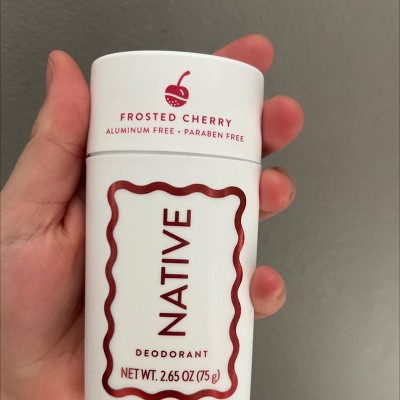 FROSTED CHERRY
ALUMINUM FREE • PARABEN FREE
NATIVE
DEODORANT
NET WT. 2.65 OZ (75 g)